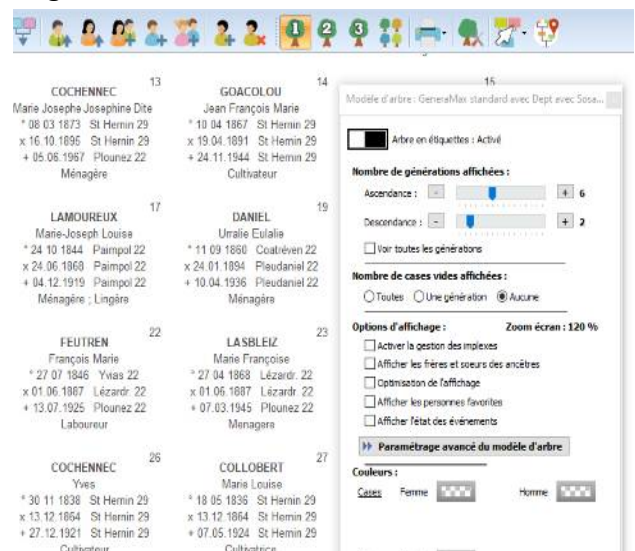 1 2 3
13
COCHENNEC
Marie Josephe Josephine Dite
° 08 03 1873 St Hernin 29
x 16.10.1895 St Hernin 29
+ 05.06.1967 Plounez 22
Ménagère
14
GOACOLOU
Jean François Marie
° 10 04 1867 St Hernin 29
x 19.04.1891 St Hernin 29
+ 24.11.1944 St Hernin 29
Cultivateur
15
17
LAMOUREUX
Marie-Joseph Louise
° 24 10 1844 Paimpol 22
x 24.06.1868 Paimpol 22
+ 04.12.1919 Paimpol 22
Ménagère ; Lingère
19
DANIEL
Urralie Eulalie
° 11 09 1860 Coatréven 22
x 24.01.1894 Pleudaniel 22
+ 10.04.1936 Pleudaniel 22
Ménagère
22
FEUTREN
François Marie
° 27 07 1846 Yvias 22
x 01.06.1887 Lézardr. 22
+ 13.07.1925 Plounez 22
Laboureur
23
LASBLEIZ
Marie Françoise
° 27 04 1868 Lézardr. 22
x 01.06.1887 Lézardr. 22
+ 07.03.1945 Plounez 22
Menagere
26
COCHENNEC
Yves
° 30 11 1838 St Hernin 29
x 13.12.1864 St Hernin 29
+ 27.12.1921 St Hernin 29
Cultivateur
27
COLLOBERT
Marie Louise
° 18 05 1836 St Hernin 29
x 13.12.1864 St Hernin 29
+ 07.05.1924 St Hernin 29
Cultivatrice
Modèle d'arbre : GeneraMax standard avec Dept avec Sosa...
Arbre en étiquettes : Activé
Nombre de générations affichées :
Ascendance : - + 6
Descendance : - + 2
Voir toutes les générations
Nombre de cases vides affichées :
Toutes Une génération Aucune
Options d'affichage : Zoom écran : 120 %
Activer la gestion des implexes
Afficher les frères et soeurs des ancêtres
Optimisation de l'affichage
Afficher les personnes favorites
Afficher l'état des événements
Paramétrage avancé du modèle d'arbre
Couleurs :
Cases Femme Homme